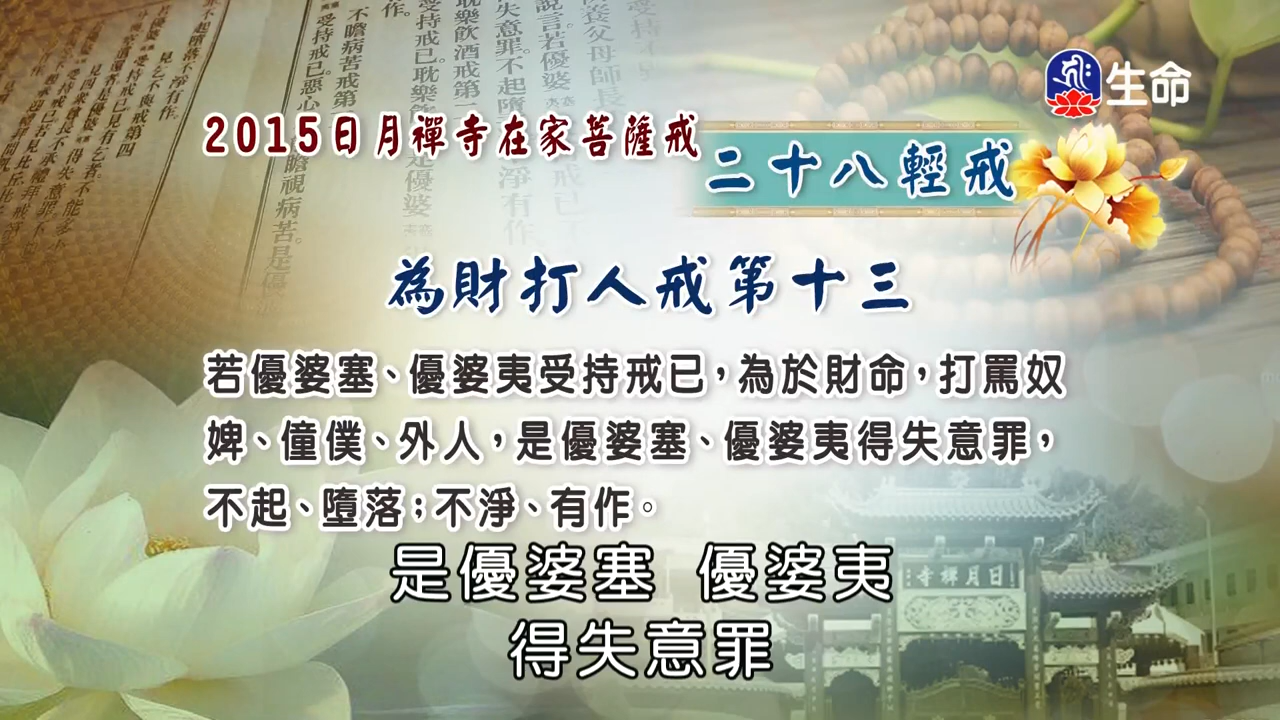 生命
2015日月禪寺在家菩薩戒
二十八輕戒
為財打人戒第十三
若優婆塞、優婆夷受持戒已，為於財命，打罵奴
婢、僮僕、外人，是優婆塞、優婆夷得失意罪，
不起、墮落；不淨、有作。
是優婆塞 優婆夷
得失意罪
日月禪寺